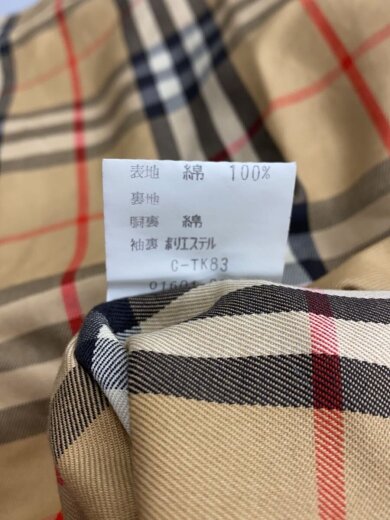 表地 綿 100%
裏地
胴裏 綿
袖裏 ポリエステル
C-TK83